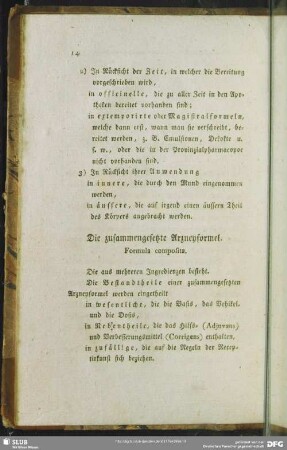 14
2) In Rücksicht der Zeit, in welcher die Bereitung
vorgeschrieben wird,
in officinelle, die zu aller Zeit in den Apo-
theken bereitet vorhanden sind;
in extemporirte oder Magistralformeln,
welche dann erst, wann man sie verschreibt, be-
reitet werden, z. B. Emulsionen, Dekokte u.
s. w., oder die in der Provinzialpharmacopoe
nicht vorhanden sind.
3) In Rücksicht ihrer Anwendung
in innere, die durch den Mund eingenommen
werden,
in äussere, die auf irgend einen äussern Theil
des Körpers angebracht werden.
Die zusammengesetzte Arzneyformel.
Formula composita.
Die aus mehreren Ingredienzen besteht.
Die Bestandtheile einer zusammengesetzten
Arzneyformel werden eingetheilt
in wesentliche, die die Basis, das Vehikel
und die Dosis,
in Nebentheile, die das Hilfs- (Adjuvans)
und Verbesserungsmittel (Corrigens) enthalten,
in zufällige, die auf die Regeln der Recep-
tirkunst sich beziehen.
SLUB
DFG